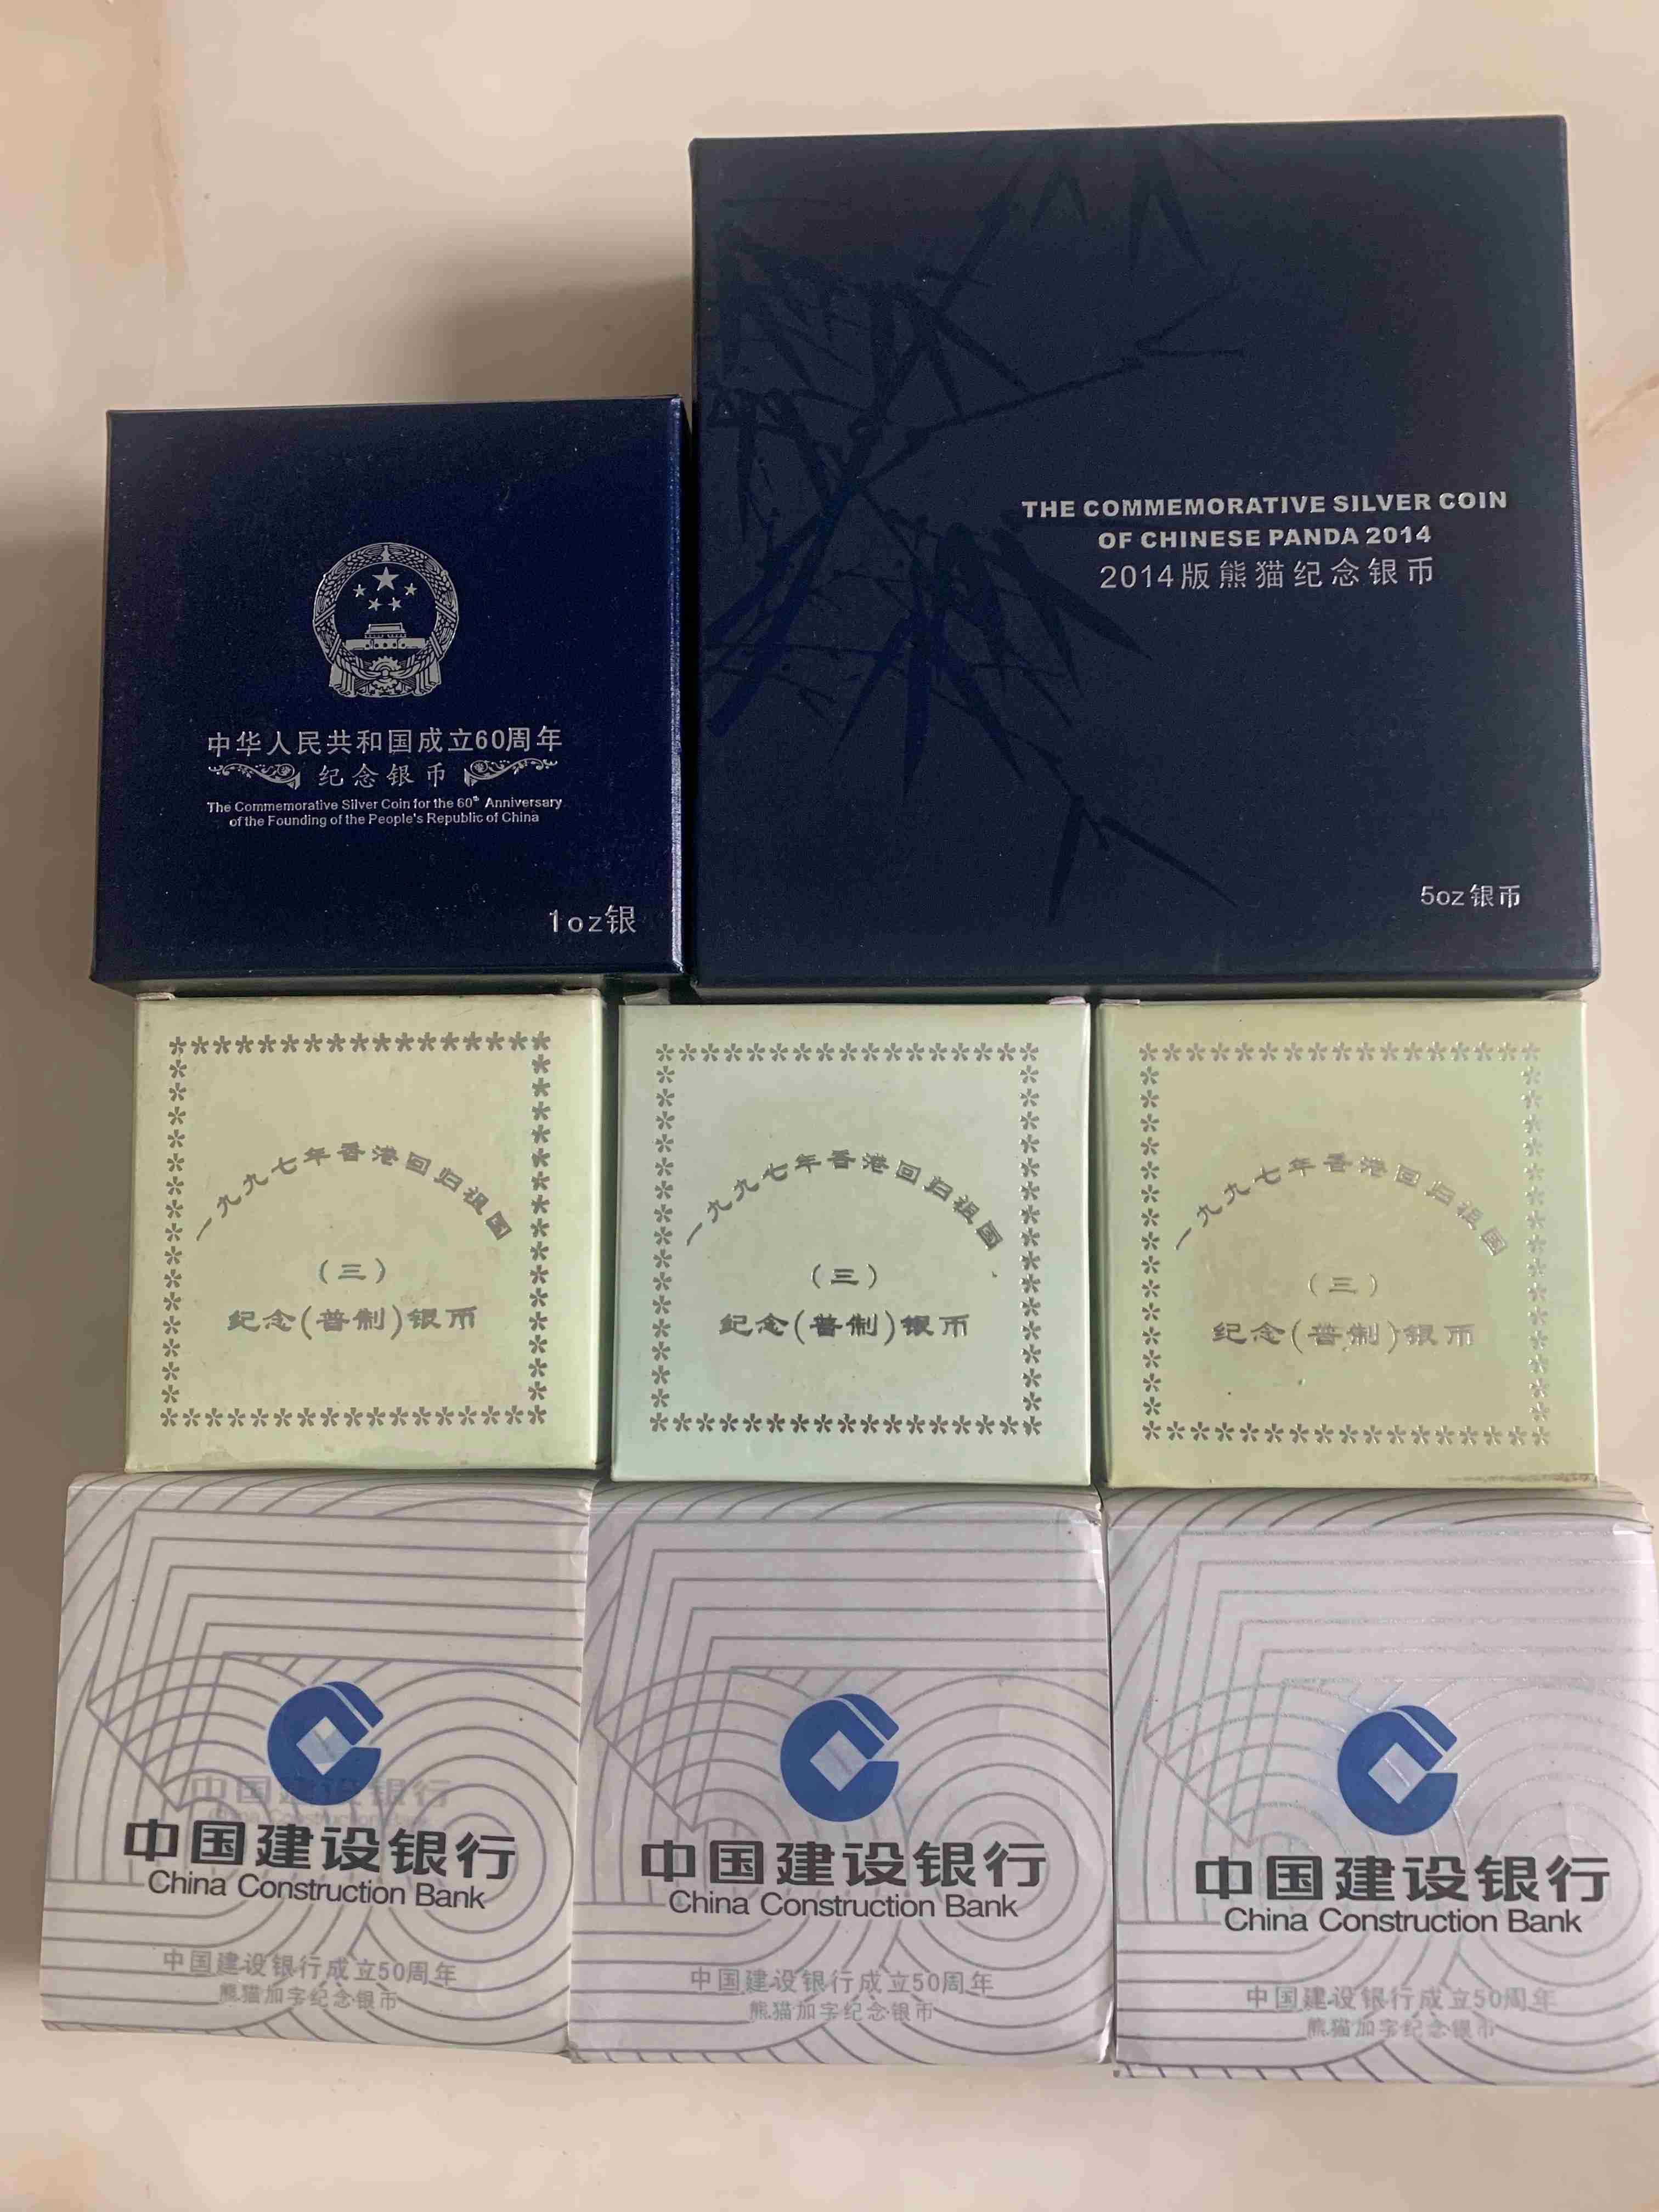 中华人民共和国成立60周年
纪念银币
The Commemorative Silver Coin for the 60th Anniversary
of the Founding of the People's Republic of China
1oz银
THE COMMEMORATIVE SILVER COIN
OF CHINESE PANDA 2014
2014版熊猫纪念银币
5oz银币
一九九七年香港回归祖国
（三）
纪念(普制)银币
一九九七年香港回归祖国
（三）
纪念(普制)银币
一九九七年香港回归祖国
（三）
纪念(普制)银币
中国建设银行
中国建设银行
China Construction Bank
中国建设银行成立50周年
熊猫加字纪念银币
中国建设银行
China Construction Bank
中国建设银行成立50周年
熊猫加字纪念银币
中国建设银行
China Construction Bank
中国建设银行成立50周年
熊猫加字纪念银币